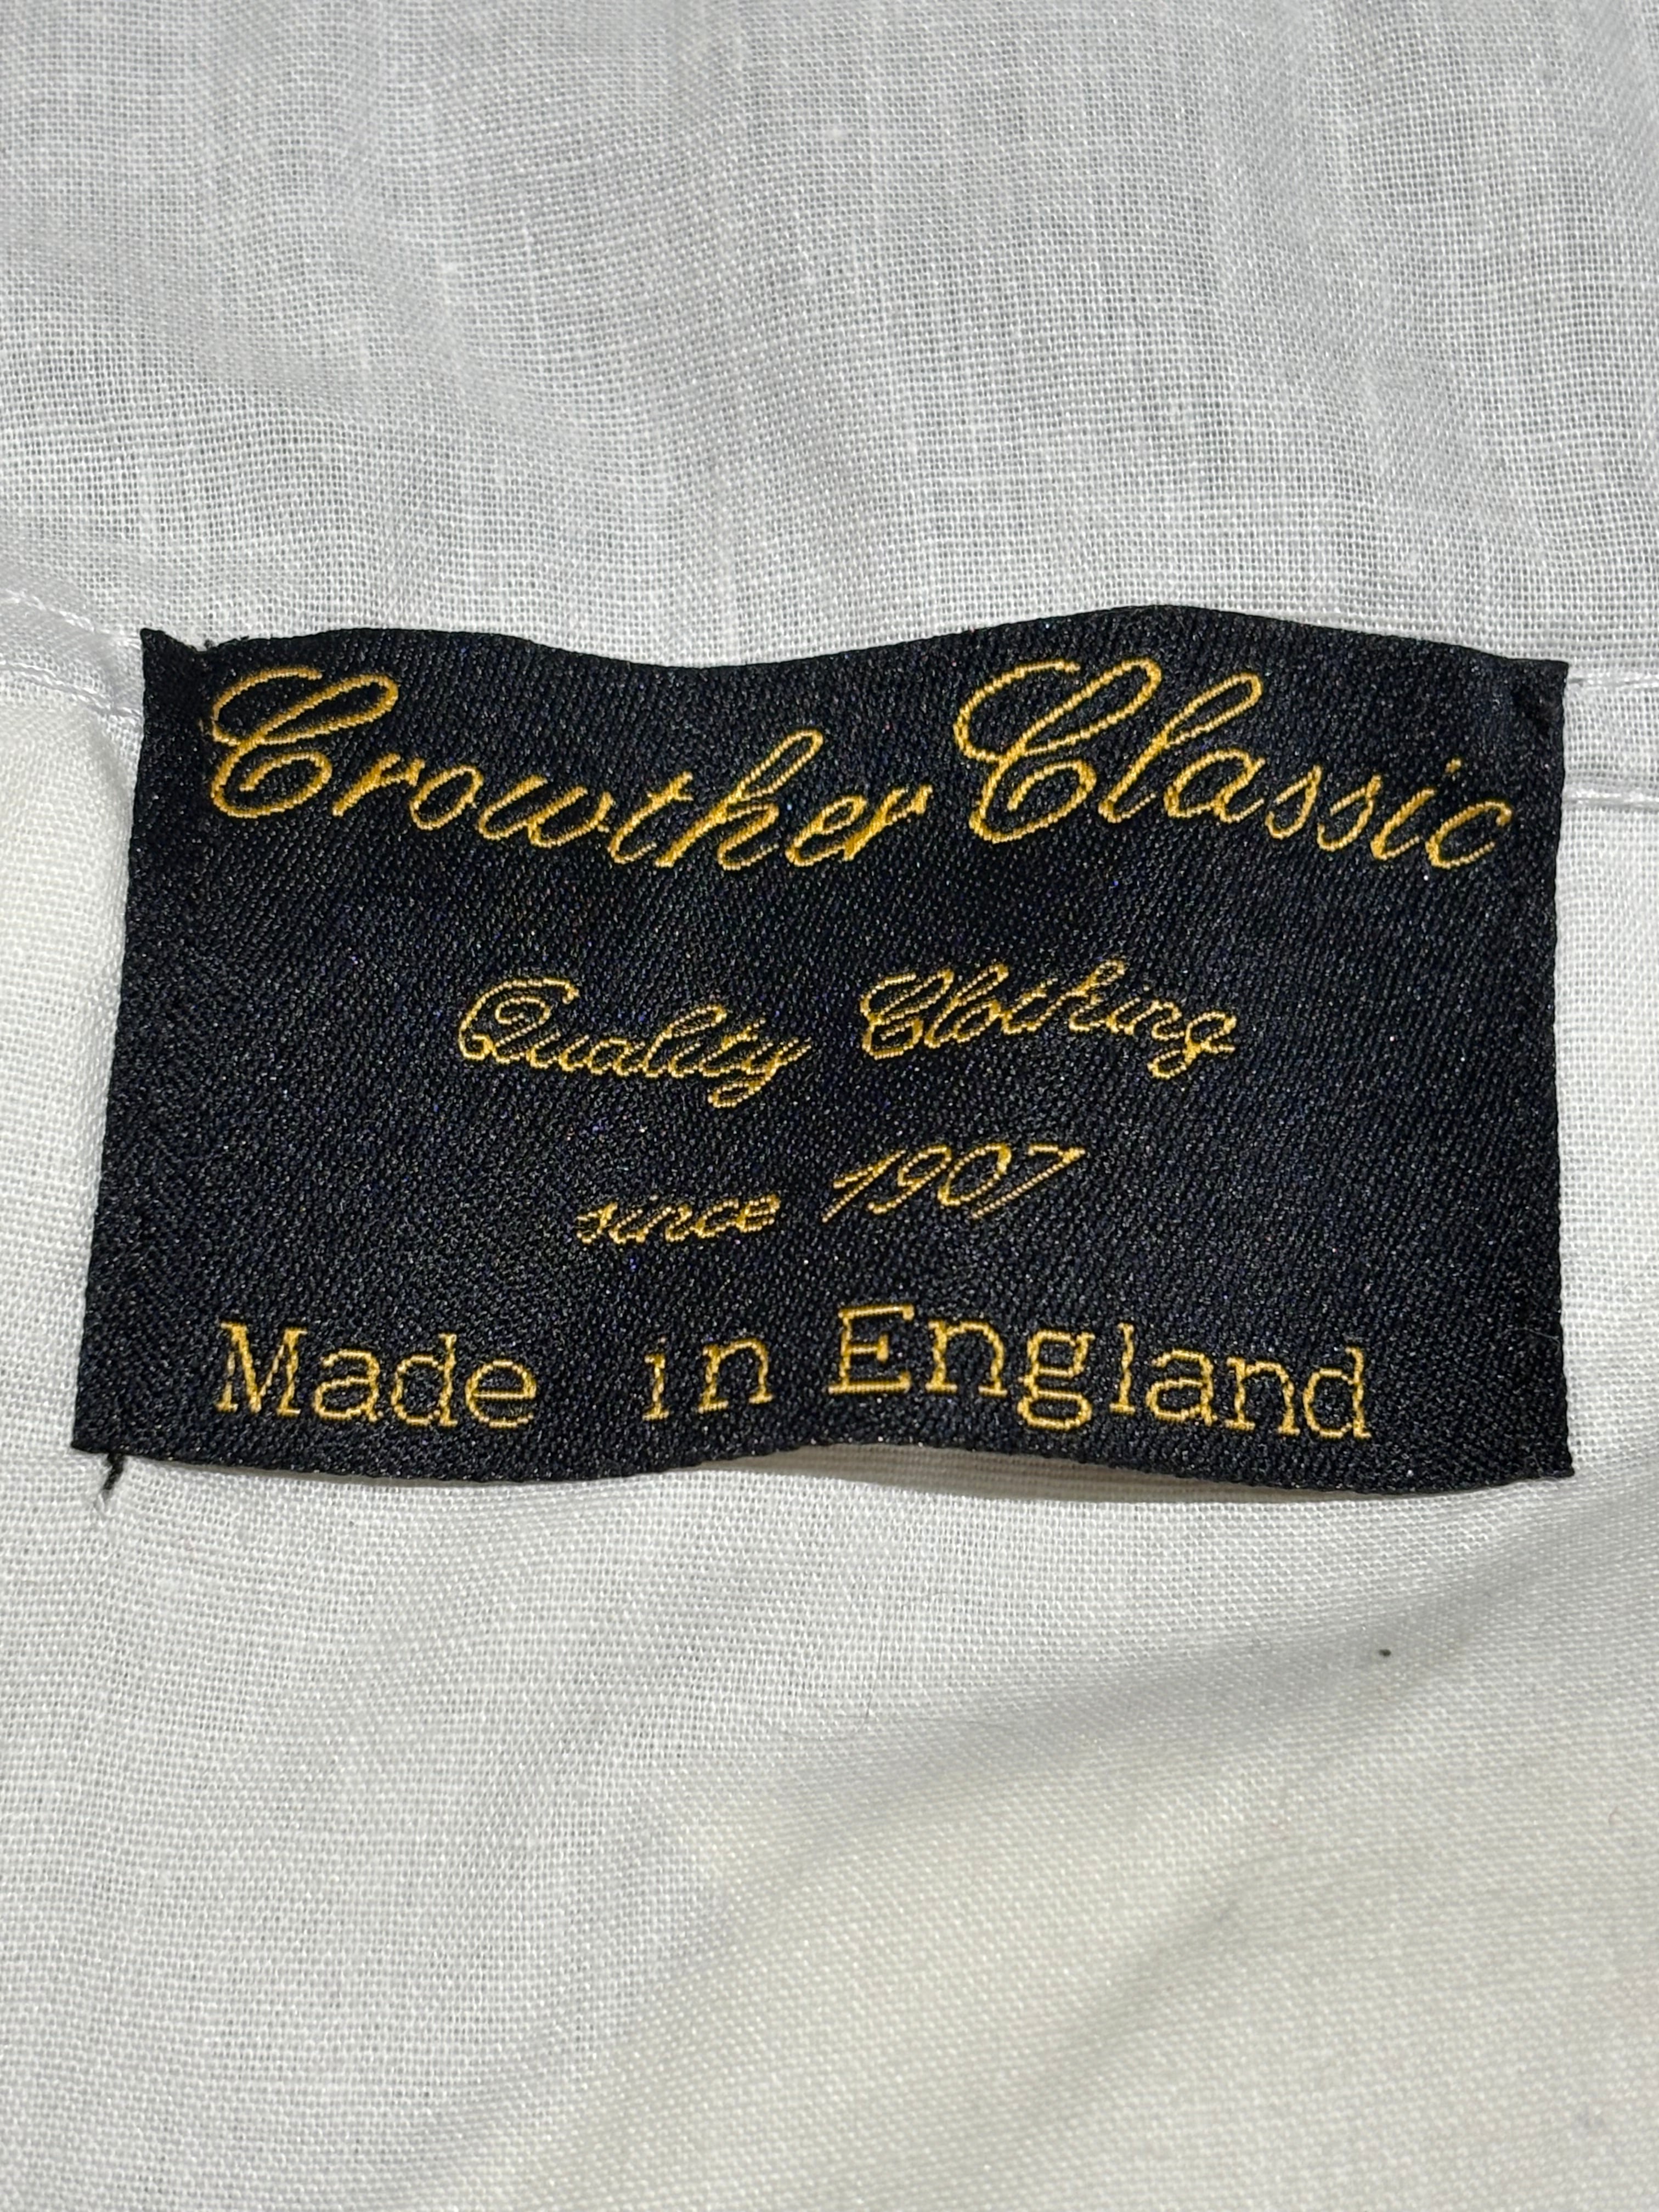 Crowther Classic
Quality Clothing
since 1907
Made in England